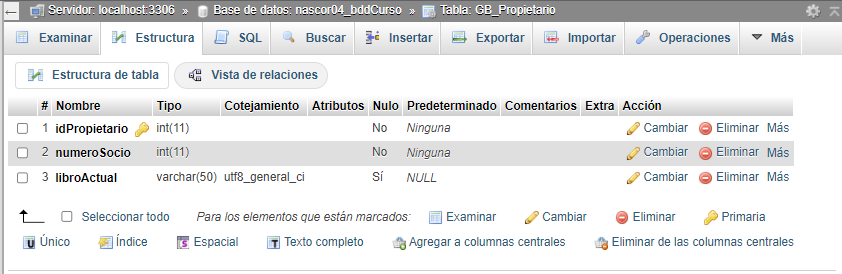 Servidor: localhost:3306 » Base de datos: nascor04_bddCurso » Tabla: GB_Propietario
Examinar Estructura SQL Buscar Insertar Exportar Importar Operaciones Más
Estructura de tabla Vista de relaciones
# Nombre Tipo Cotejamiento Atributos Nulo Predeterminado Comentarios Extra Acción
1 idPropietario int(11) No Ninguna Cambiar Eliminar Más
2 numeroSocio int(11) No Ninguna Cambiar Eliminar Más
3 libroActual varchar(50) utf8_general_ci Sí NULL Cambiar Eliminar Más
Seleccionar todo Para los elementos que están marcados: Examinar Cambiar Eliminar Primaria
Único Índice Espacial Texto completo Agregar a columnas centrales Eliminar de las columnas centrales